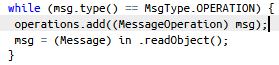 while (msg.type() == MsgType.OPERATION) {
operations.add((MessageOperation) msg);
msg = (Message) in .readObject();
}